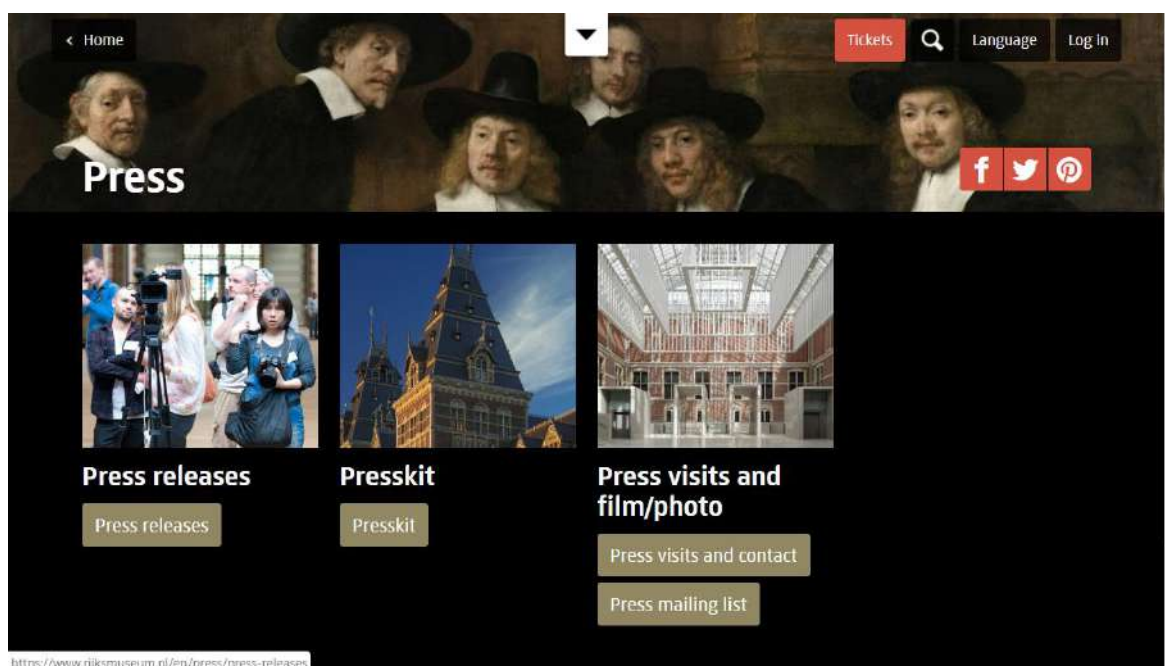 Home
Tickets
Language
Log in
Press
Press releases
Press releases
Presskit
Presskit
Press visits and
film/photo
Press visits and contact
Press mailing list
https://www.rijksmuseum.nl/en/press/press-releases